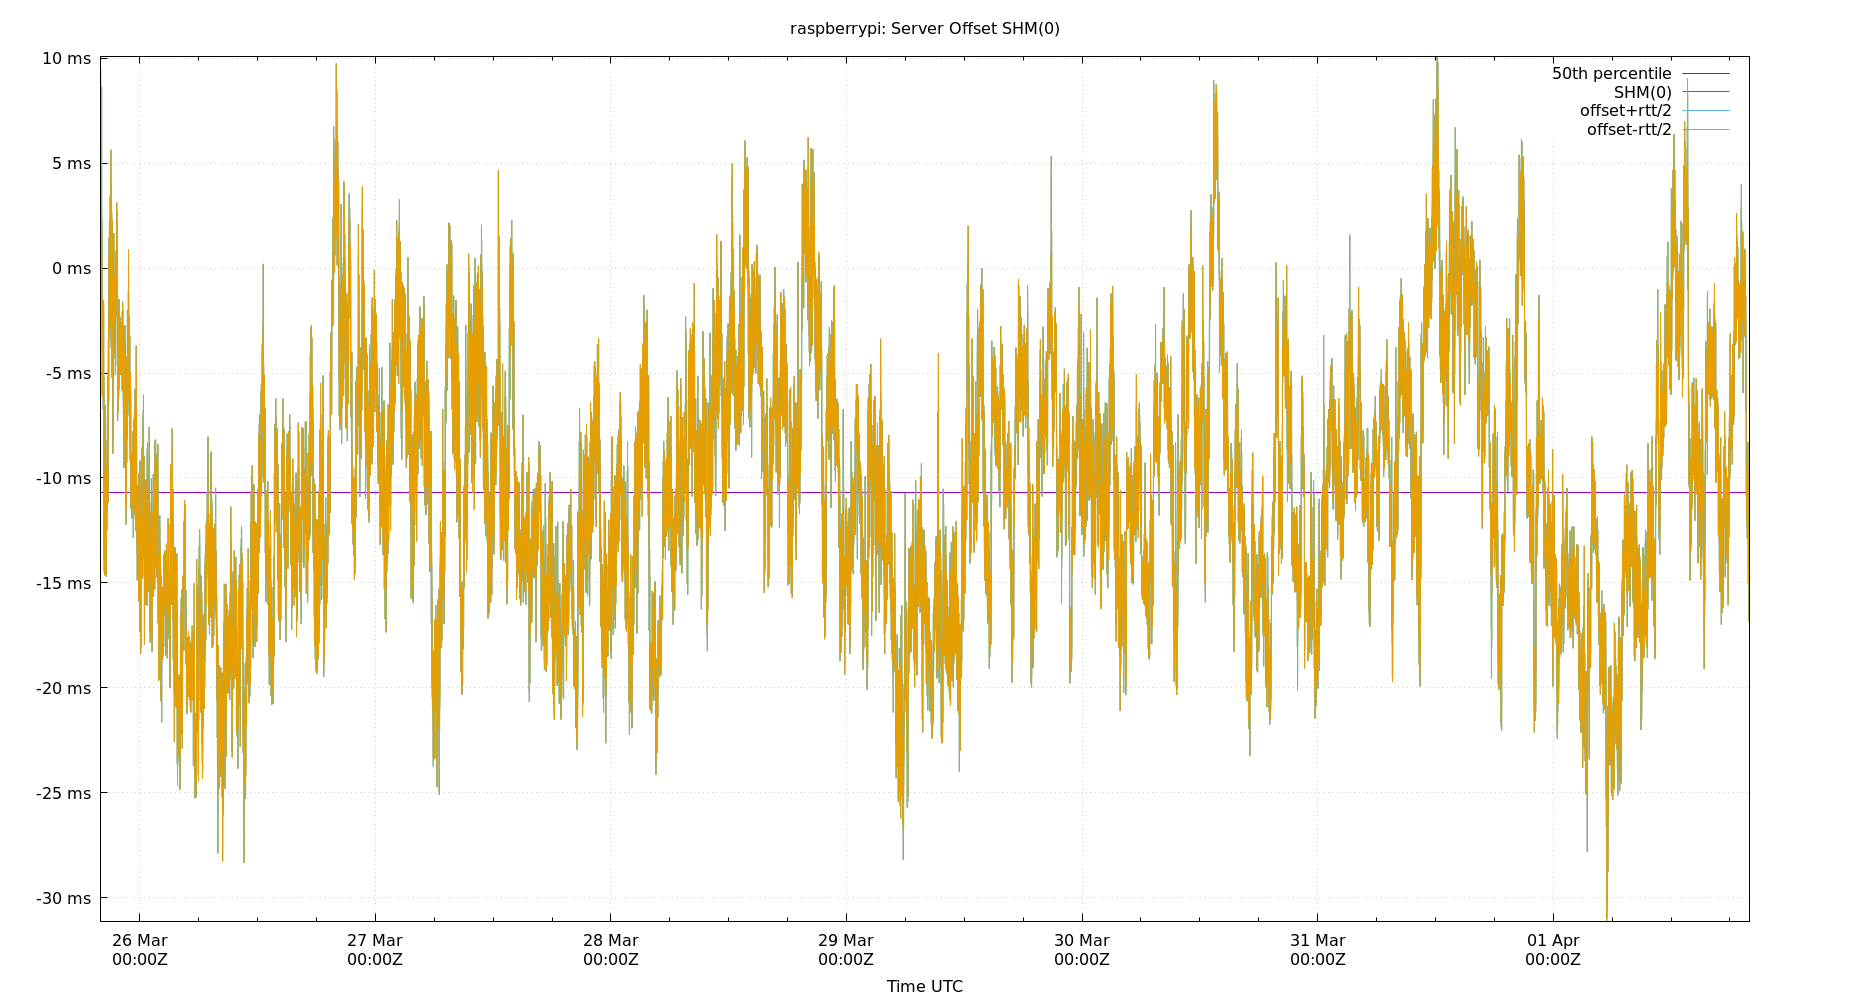 raspberrypi: Server Offset SHM(0)
10 ms
5 ms
0 ms
-5 ms
-10 ms
-15 ms
-20 ms
-25 ms
-30 ms
50th percentile
SHM(0)
offset+rtt/2
offset-rtt/2
26 Mar 27 Mar 28 Mar 29 Mar 30 Mar 31 Mar 01 Apr
00:00Z 00:00Z 00:00Z 00:00Z 00:00Z 00:00Z 00:00Z
Time UTC